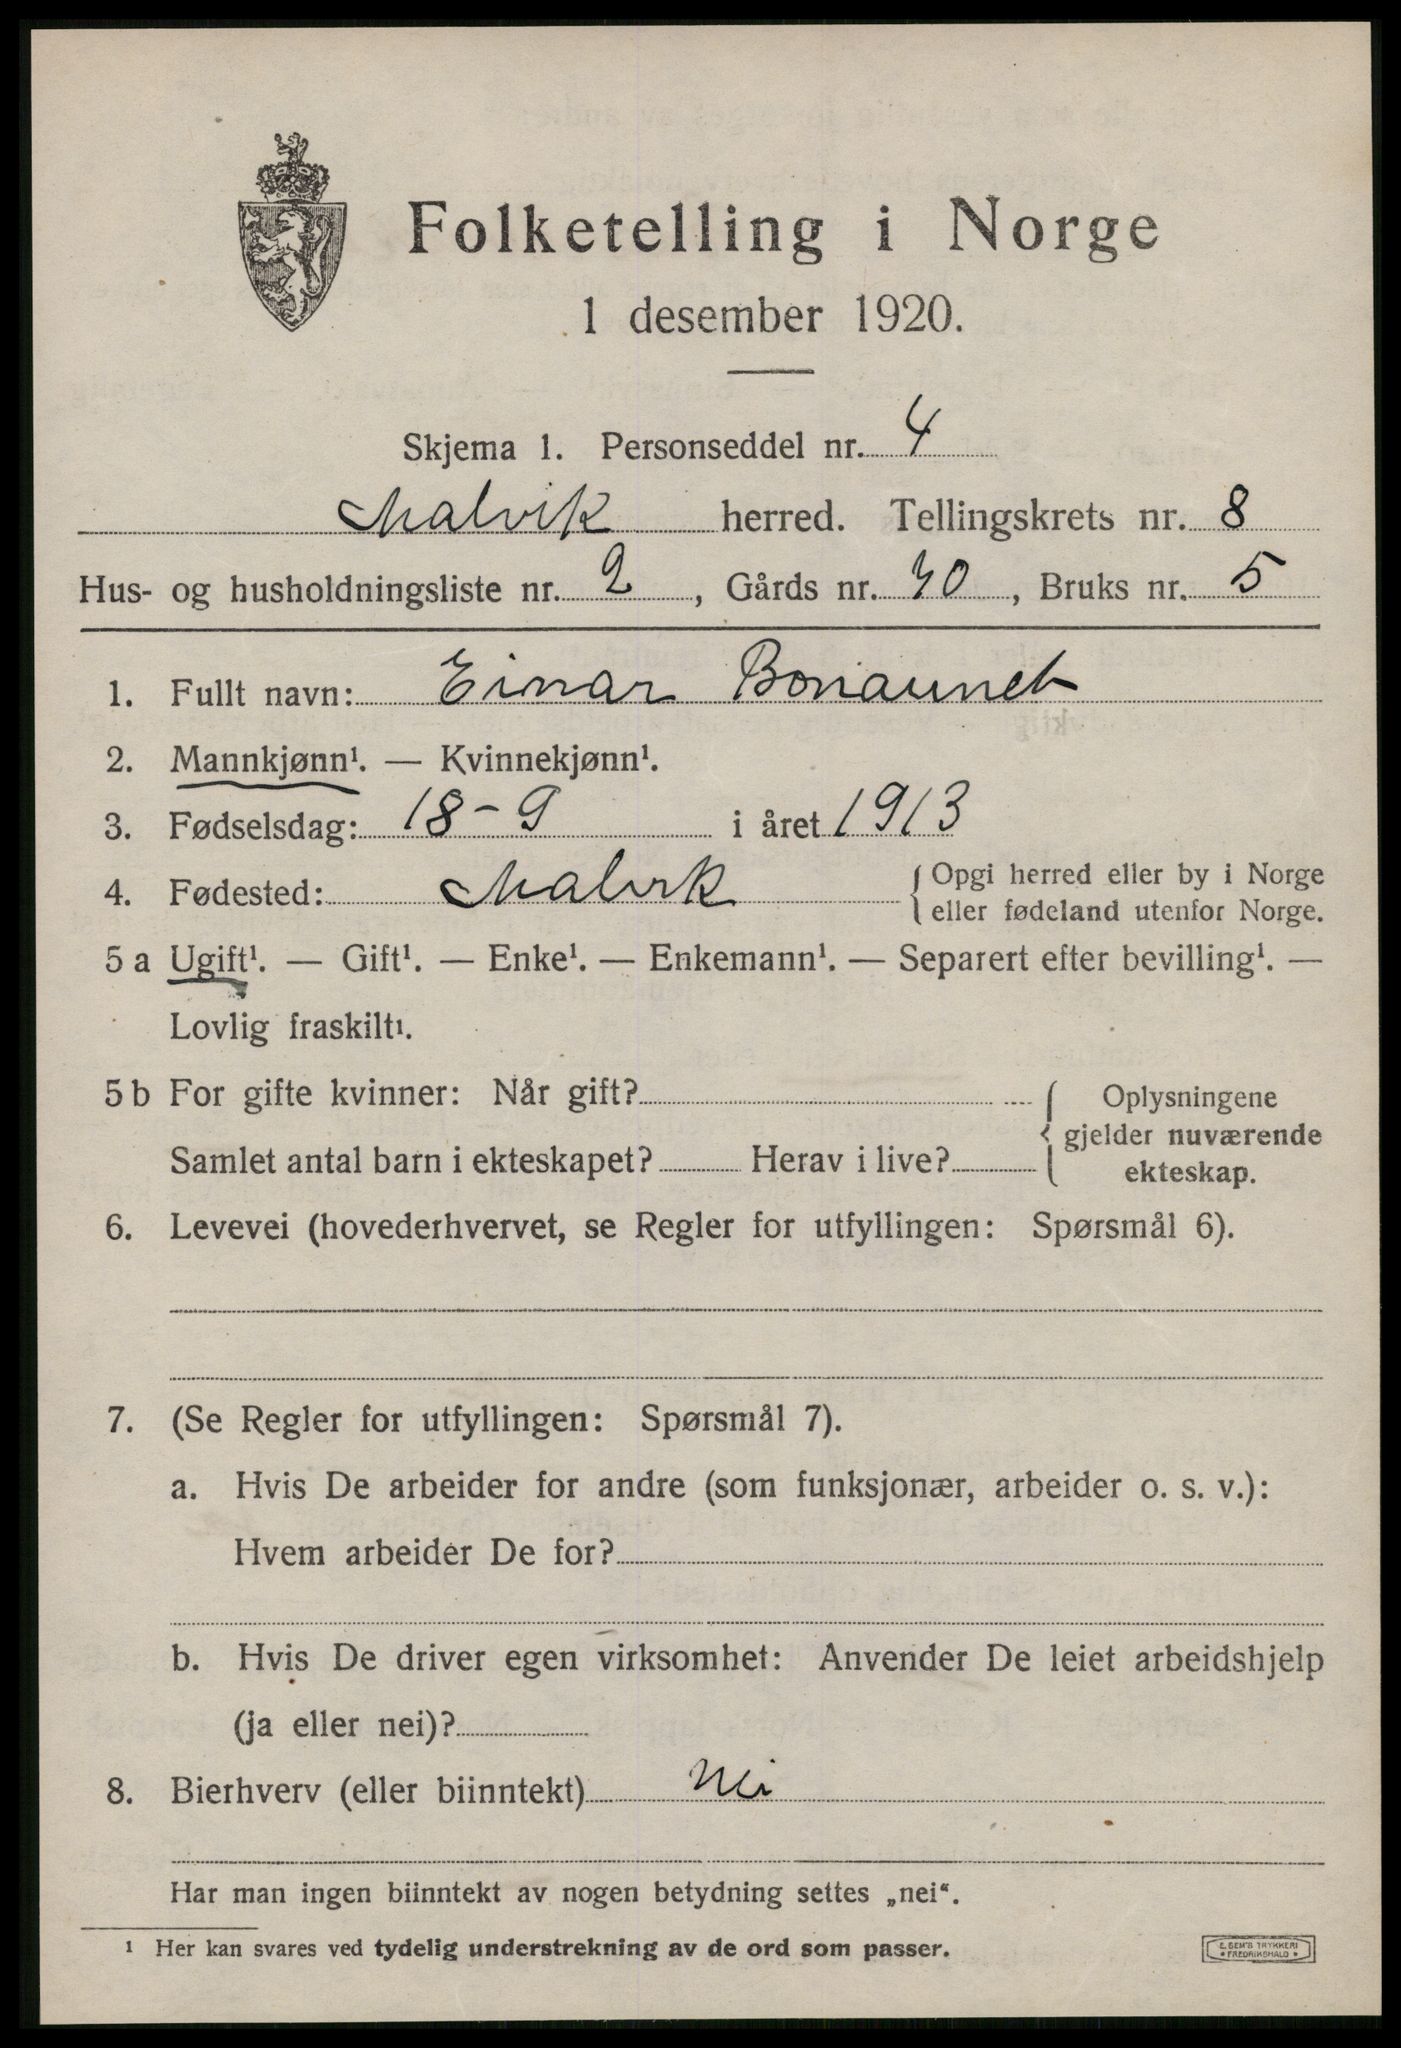 Folketelling i Norge
1 desember 1920.
Skjema 1. Personseddel nr. 4
Malvik herred. Tellingskrets nr. 8
Hus- og husholdningsliste nr. 2, Gårds nr. 40, Bruks nr. 5
1. Fullt navn: Einar Bonaunet
2. Mannkjønn¹. — Kvinnekjønn¹.
3. Fødselsdag: 18-9 i året 1913
4. Fødested: Malvik { Opgi herred eller by i Norge
eller fødeland utenfor Norge.
5 a Ugift¹. — Gift¹. — Enke¹. — Enkemann¹. — Separert efter bevilling¹. —
Lovlig fraskilt¹.
5 b For gifte kvinner: Når gift? { Oplysningene
gjelder nuværende
Samlet antal barn i ekteskapet? Herav i live? ekteskap.
6. Levevei (hovederhvervet, se Regler for utfyllingen: Spørsmål 6).
7. (Se Regler for utfyllingen: Spørsmål 7).
a. Hvis De arbeider for andre (som funksjonær, arbeider o. s. v.):
Hvem arbeider De for?
b. Hvis De driver egen virksomhet: Anvender De leiet arbeidshjelp
(ja eller nei)?
8. Bierhverv (eller biinntekt) Nei
Har man ingen biinntekt av nogen betydning settes „nei“.
¹ Her kan svares ved tydelig understrekning av de ord som passer.
E. SEM'S TRYKKERI
* FREDRIKSHALD *